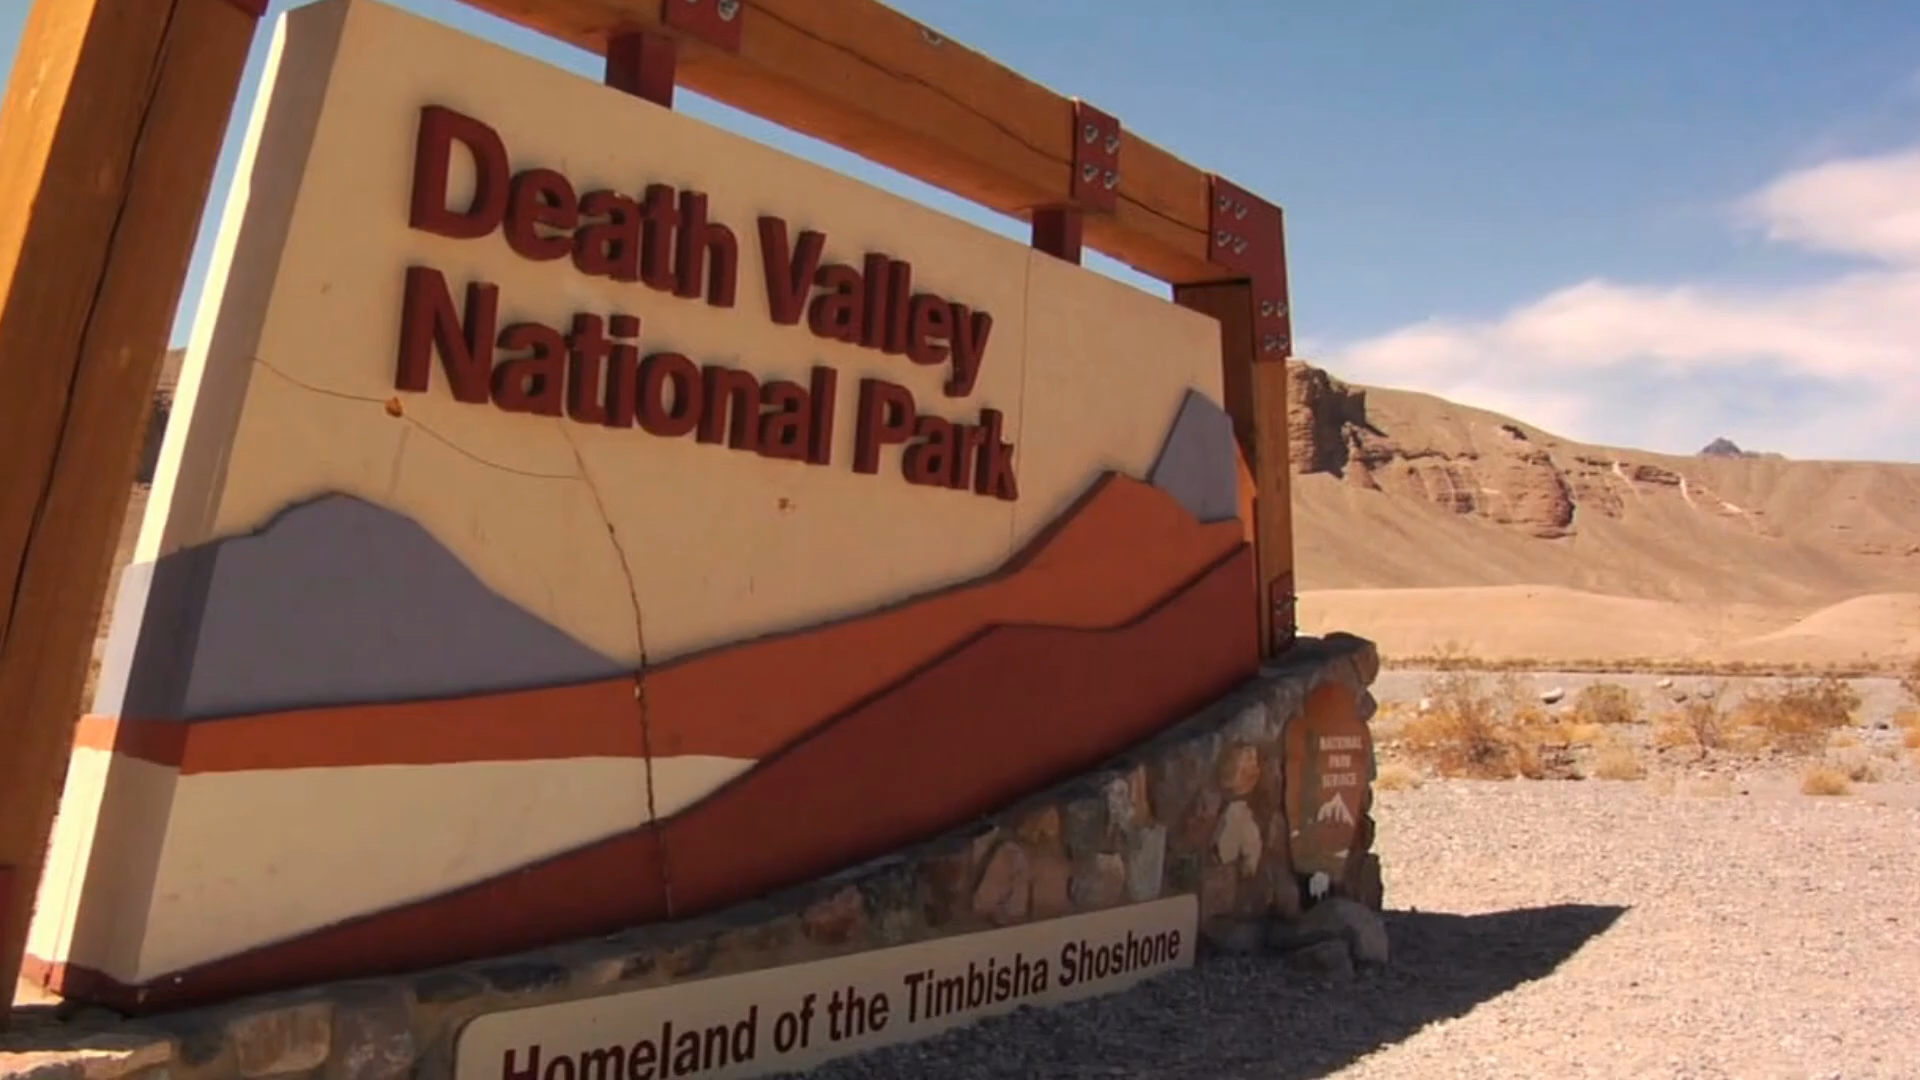 Death Valley
National Park
NATIONAL
PARK
SERVICE
Homeland of the Timbisha Shoshone